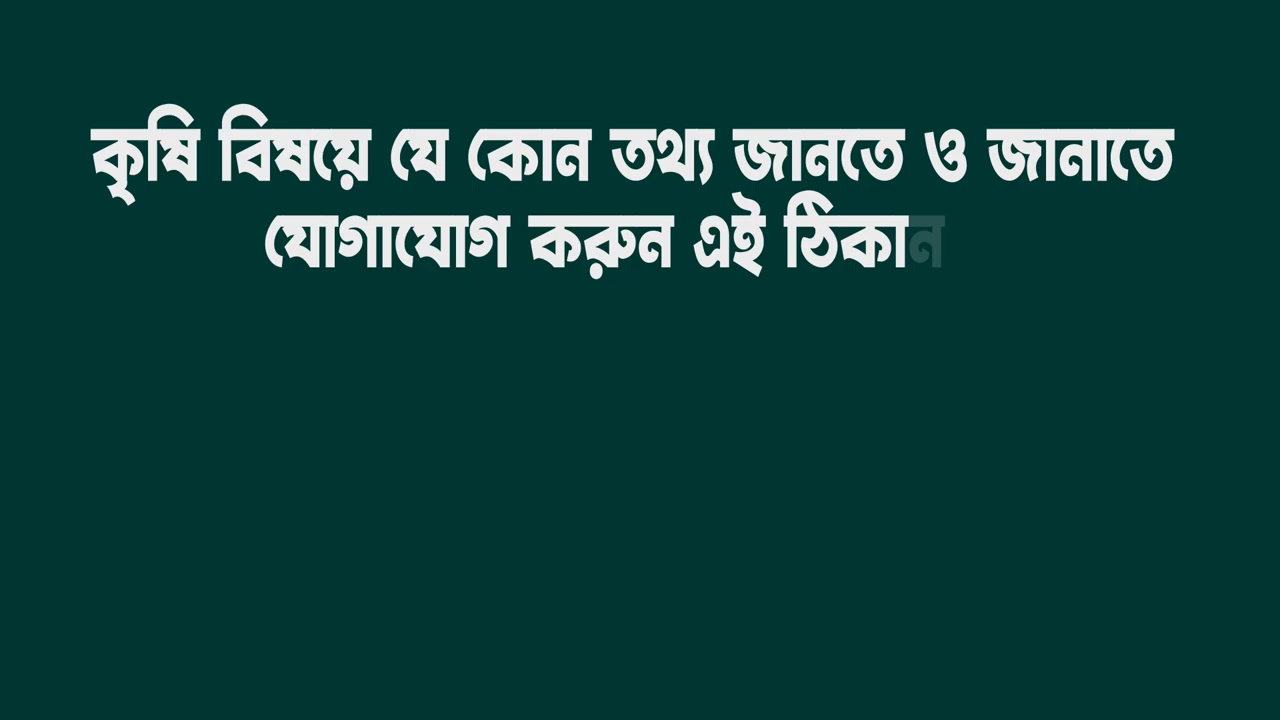 কৃষি বিষয়ে যে কোন তথ্য জানতে ও জানাতে
যোগাযোগ করুন এই ঠিকান